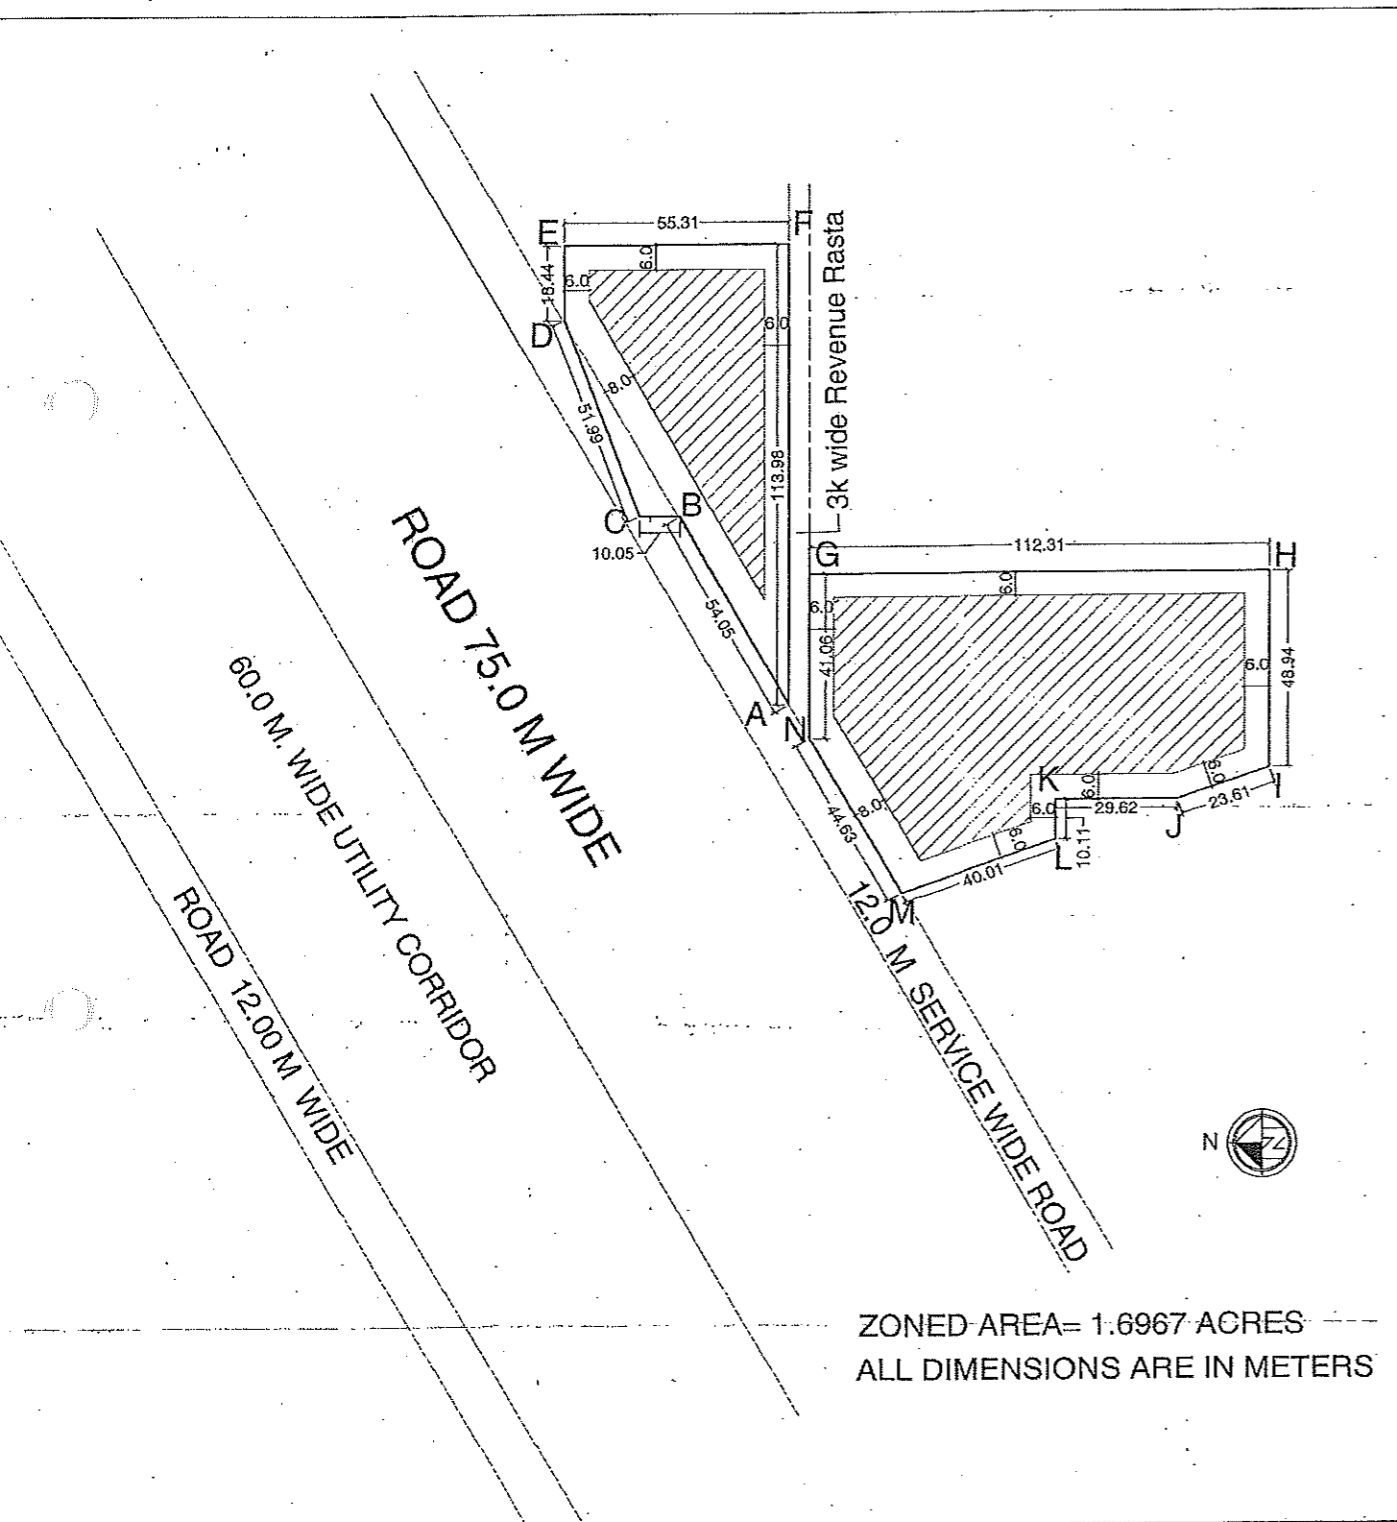 E
55.31
F
6.0
18.44
6.0
D
6.0
8.0
51.99
113.98
3k wide Revenue Rasta
C
B
10.05
54.05
A
N
G
112.31
H
6.0
6.0
41.06
6.0
48.94
K
6.0
6.0
I
6.0
29.62
23.61
J
10.11
L
6.0
40.01
8.0
44.63
M
ROAD 75.0 M WIDE
60.0 M. WIDE UTILITY CORRIDOR
ROAD 12.00 M WIDE
12.0 M SERVICE WIDE ROAD
N
ZONED AREA= 1.6967 ACRES
ALL DIMENSIONS ARE IN METERS